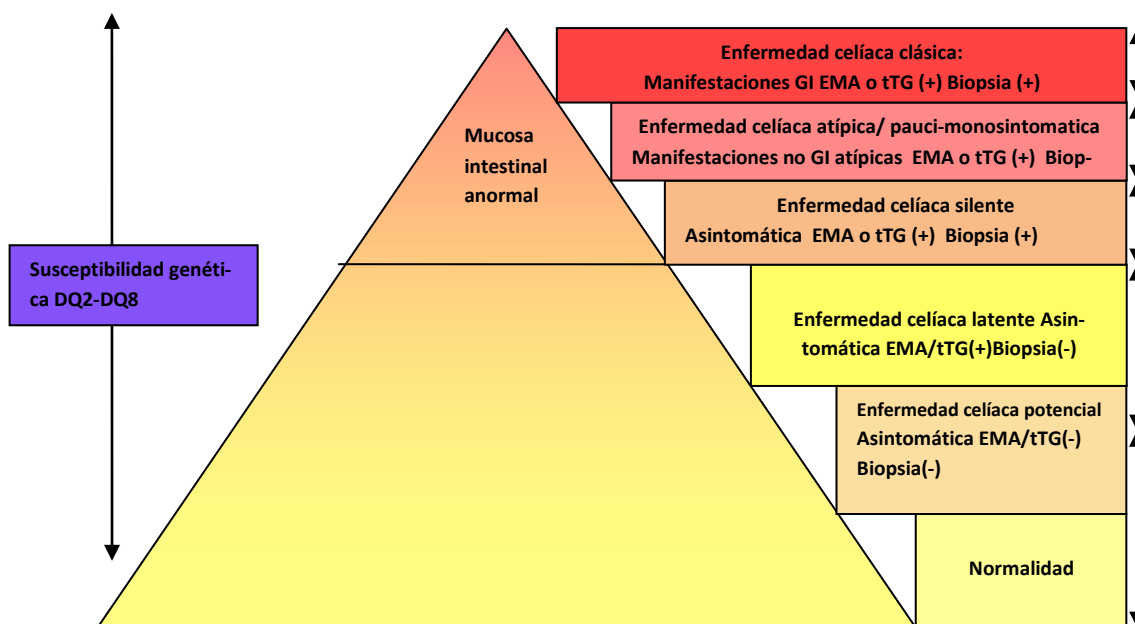 Enfermedad celíaca clásica:
Manifestaciones GI EMA o tTG (+) Biopsia (+)
Enfermedad celíaca atípica/ pauci-monosintomatica
Manifestaciones no GI atípicas EMA o tTG (+) Biop-
Mucosa
intestinal
anormal
Enfermedad celíaca silente
Asintomática EMA o tTG (+) Biopsia (+)
Susceptibilidad genéti-
ca DQ2-DQ8
Enfermedad celíaca latente Asin-
tomática EMA/tTG(+)Biopsia(-)
Enfermedad celíaca potencial
Asintomática EMA/tTG(-)
Biopsia(-)
Normalidad